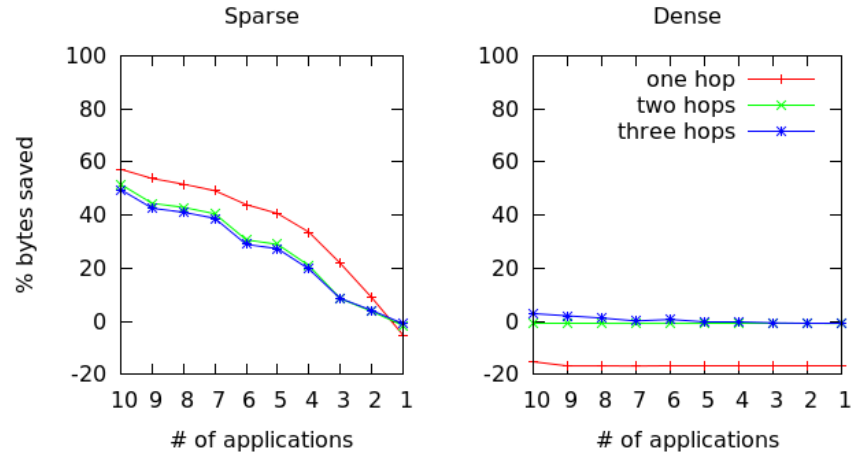 Sparse
100
80
60
40
20
0
-20
% bytes saved
10 9 8 7 6 5 4 3 2 1
# of applications
Dense
100
80
60
40
20
0
-20
one hop
two hops
three hops
10 9 8 7 6 5 4 3 2 1
# of applications